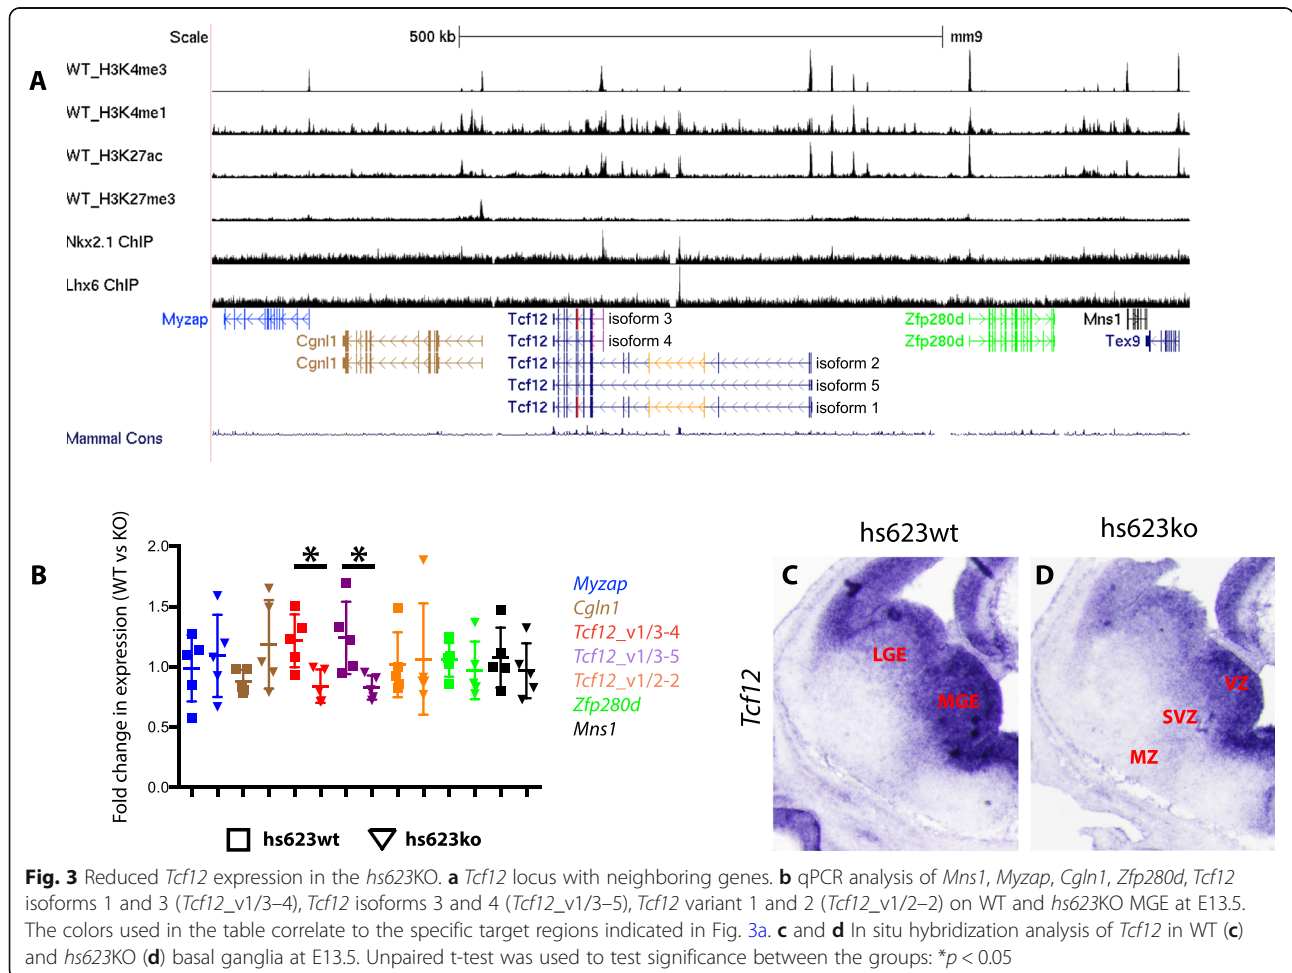 Scale 500 kb mm9
A
WT_H3K4me3
WT_H3K4me1
WT_H3K27ac
WT_H3K27me3
Nkx2.1 ChIP
Lhx6 ChIP
Myzap Tcf12 isoform 3 Zfp280d Mns1
Cgnl1 Tcf12 isoform 4 Zfp280d Tex9
Cgnl1 Tcf12 isoform 2
Tcf12 isoform 5
Tcf12 isoform 1
Mammal Cons
B
Fold change in expression (WT vs KO)
2.0
1.5
1.0
0.5
0.0
* *
Myzap
Cgln1
Tcf12_v1/3-4
Tcf12_v1/3-5
Tcf12_v1/2-2
Zfp280d
Mns1
hs623wt hs623ko
hs623wt hs623ko
Tcf12
C
LGE
MGE
D
VZ
SVZ
MZ
Fig. 3 Reduced Tcf12 expression in the hs623KO. a Tcf12 locus with neighboring genes. b qPCR analysis of Mns1, Myzap, Cgln1, Zfp280d, Tcf12
isoforms 1 and 3 (Tcf12_v1/3–4), Tcf12 isoforms 3 and 4 (Tcf12_v1/3–5), Tcf12 variant 1 and 2 (Tcf12_v1/2–2) on WT and hs623KO MGE at E13.5.
The colors used in the table correlate to the specific target regions indicated in Fig. 3a. c and d In situ hybridization analysis of Tcf12 in WT (c)
and hs623KO (d) basal ganglia at E13.5. Unpaired t-test was used to test significance between the groups: *p < 0.05